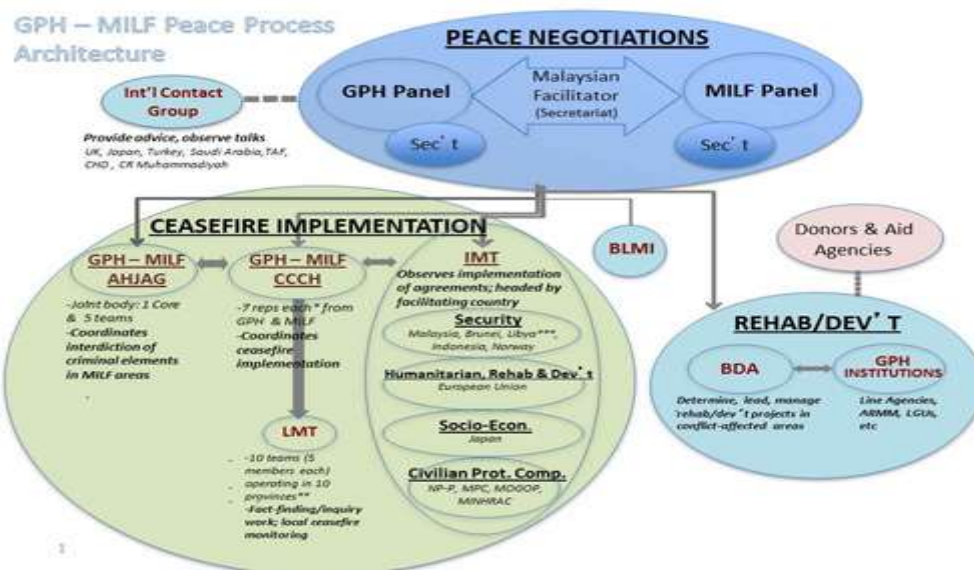 GPH – MILF Peace Process
Architecture
PEACE NEGOTIATIONS
GPH Panel
Malaysian
Facilitator
(Secretariat)
MILF Panel
Sec't
Sec't
Int'l Contact
Group
Provide advice, observe talks
UK, Japan, Turkey, Saudi Arabia,TAF,
CHD , CR Muhammadiyah
CEASEFIRE IMPLEMENTATION
GPH – MILF
AHJAG
-Joint body: 1 Core
& 5 teams
-Coordinates
interdiction of
criminal elements
in MILF areas
GPH – MILF
CCCH
-7 reps each* from
GPH & MILF
-Coordinates
ceasefire
implementation
LMT
-10 teams (5
members each)
operating in 10
provinces**
-Fact-finding/inquiry
work; local ceasefire
monitoring
IMT
Observes implementation
of agreements; headed by
facilitating country
Security
Malaysia, Brunei, Libya***,
Indonesia, Norway
Humanitarian, Rehab & Dev't
European Union
Socio-Econ.
Japan
Civilian Prot. Comp.
NP-P, MPC, MOGOP,
MINHRAC
BLMI
Donors & Aid
Agencies
REHAB/DEV'T
BDA
Determine, lead, manage
rehab/dev't projects in
conflict-affected areas
GPH
INSTITUTIONS
Line Agencies,
ARMM, LGUs,
etc
1